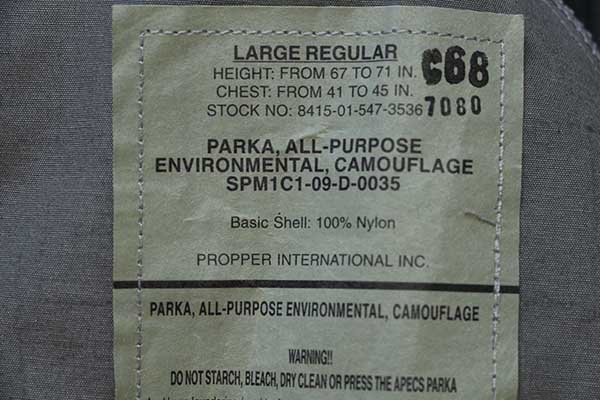 LARGE REGULAR
HEIGHT: FROM 67 TO 71 IN. C68
CHEST: FROM 41 TO 45 IN.
STOCK NO: 8415-01-547-3536 7080
PARKA, ALL-PURPOSE
ENVIRONMENTAL, CAMOUFLAGE
SPM1C1-09-D-0035
Basic Shell: 100% Nylon
PROPPER INTERNATIONAL INC.
PARKA, ALL-PURPOSE ENVIRONMENTAL, CAMOUFLAGE
WARNING!!
DO NOT STARCH, BLEACH, DRY CLEAN OR PRESS THE APECS PARKA